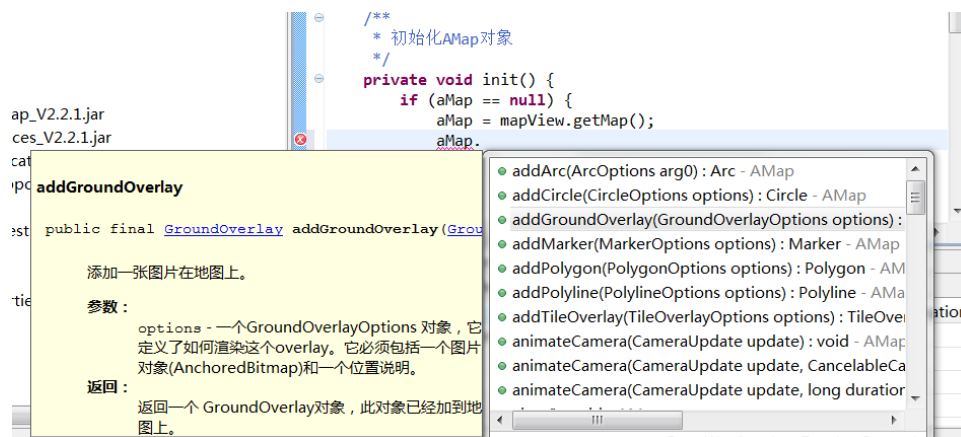 /**
* 初始化AMap对象
*/
private void init() {
if (aMap == null) {
aMap = mapView.getMap();
aMap.
ap_V2.2.1.jar
ces_V2.2.1.jar
addGroundOverlay
public final GroundOverlay addGroundOverlay(Grou
添加一张图片在地图上。
参数：
options - 一个GroundOverlayOptions 对象，它
定义了如何渲染这个overlay。它必须包括一个图片
对象(AnchoredBitmap)和一个位置说明。
返回：
返回一个 GroundOverlay对象，此对象已经加到地
图上。
addArc(ArcOptions arg0) : Arc - AMap
addCircle(CircleOptions options) : Circle - AMap
addGroundOverlay(GroundOverlayOptions options) :
addMarker(MarkerOptions options) : Marker - AMap
addPolygon(PolygonOptions options) : Polygon - AM
addPolyline(PolylineOptions options) : Polyline - AMa
addTileOverlay(TileOverlayOptions options) : TileOver
animateCamera(CameraUpdate update) : void - AMap
animateCamera(CameraUpdate update, CancelableCa
animateCamera(CameraUpdate update, long duration